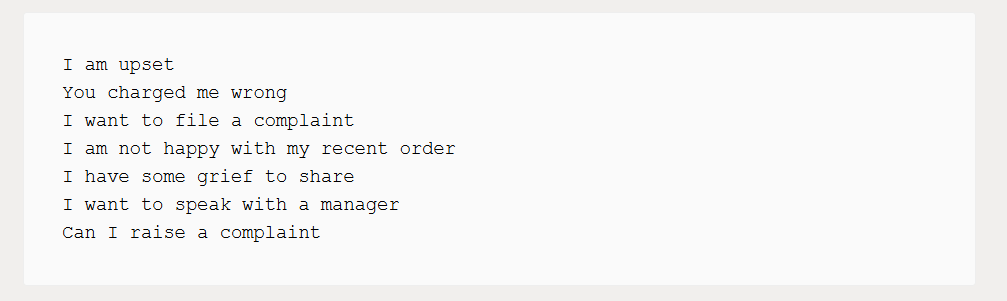 I am upset
You charged me wrong
I want to file a complaint
I am not happy with my recent order
I have some grief to share
I want to speak with a manager
Can I raise a complaint